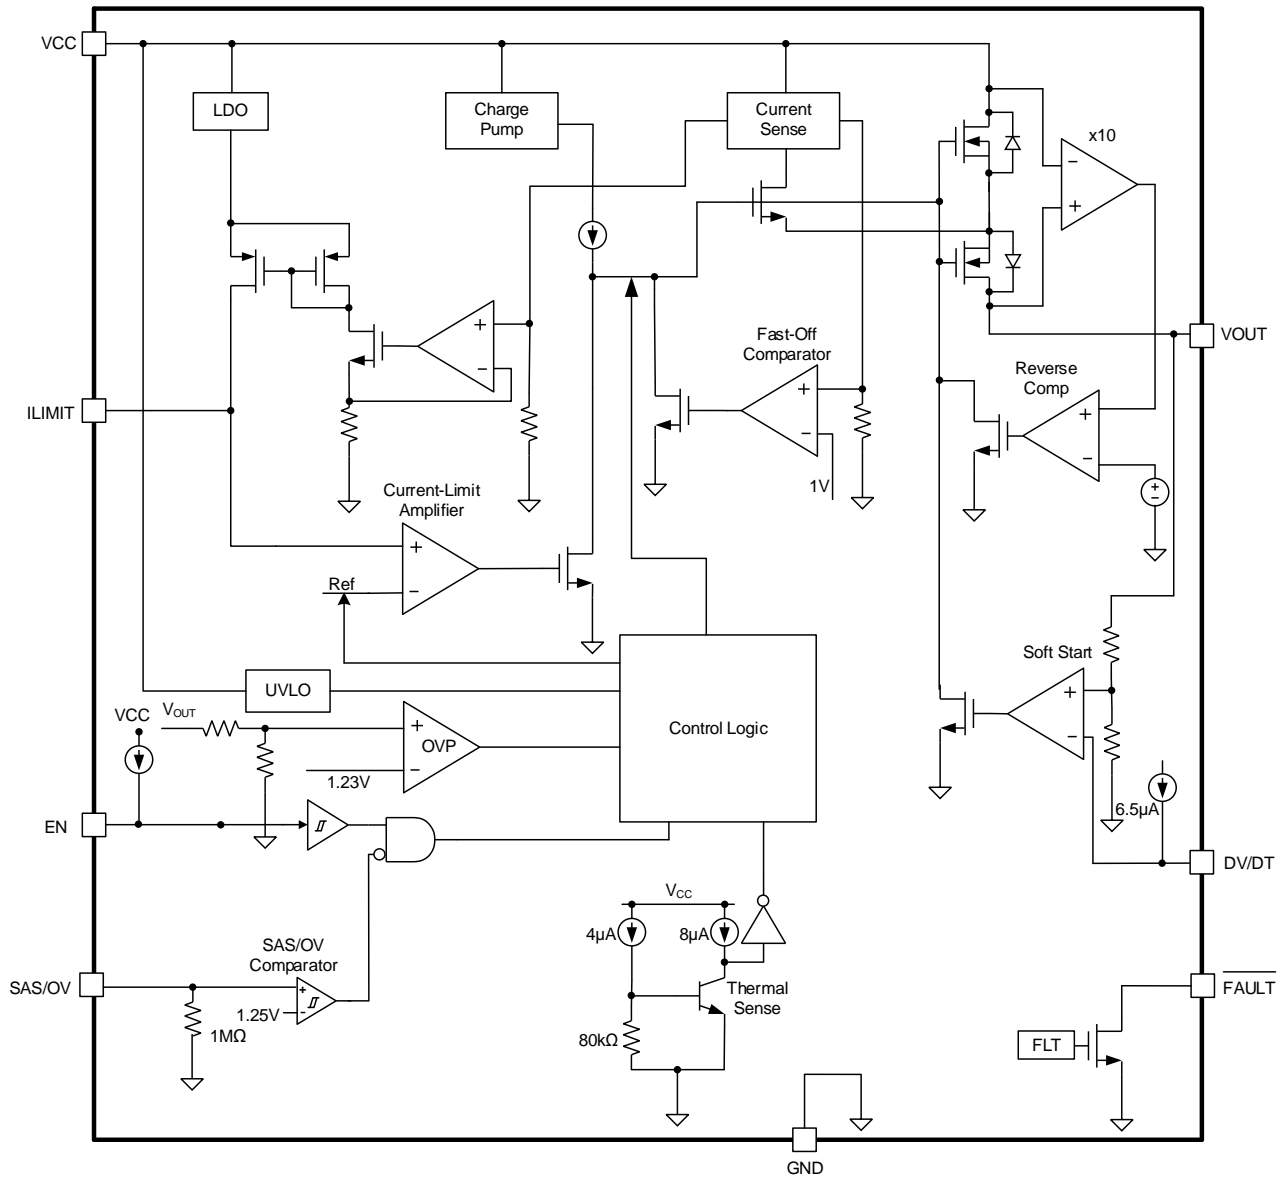 VCC
LDO
Charge
Pump
Current
Sense
x10
−
+
+
−
Fast-Off
Comparator
+
−
1V
VOUT
Reverse
Comp
+
−
+
−
ILIMIT
Current-Limit
Amplifier
+
−
Ref
Soft Start
+
−
UVLO
VCC
VOUT
+
OVP
−
1.23V
Control Logic
6.5µA
EN
DV/DT
VCC
4µA
8µA
SAS/OV
Comparator
SAS/OV
+
−
1.25V
1MΩ
Thermal
Sense
80kΩ
FAULT
FLT
GND